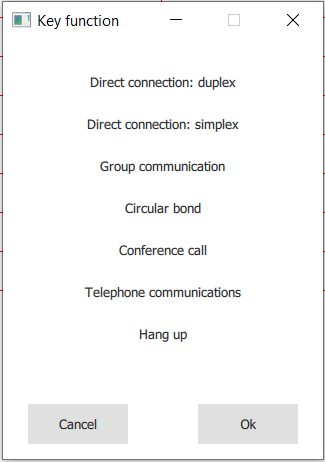 Key function
Direct connection: duplex
Direct connection: simplex
Group communication
Circular bond
Conference call
Telephone communications
Hang up
Cancel
Ok